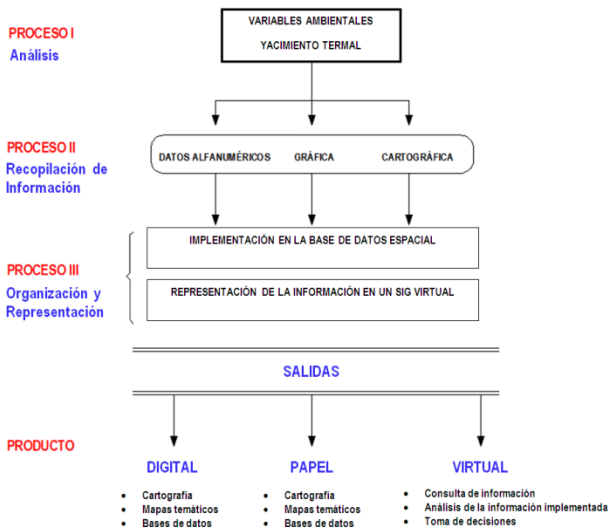 VARIABLES AMBIENTALES
YACIMIENTO TERMAL
PROCESO I
Análisis
PROCESO II
Recopilación de
Información
DATOS ALFANUMÉRICOS GRÁFICA CARTOGRÁFICA
IMPLEMENTACIÓN EN LA BASE DE DATOS ESPACIAL
PROCESO III
Organización y
Representación
REPRESENTACIÓN DE LA INFORMACIÓN EN UN SIG VIRTUAL
SALIDAS
PRODUCTO
DIGITAL PAPEL VIRTUAL
• Cartografía • Cartografía • Consulta de información
• Mapas temáticos • Mapas temáticos • Análisis de la información implementada
• Bases de datos • Bases de datos • Toma de decisiones